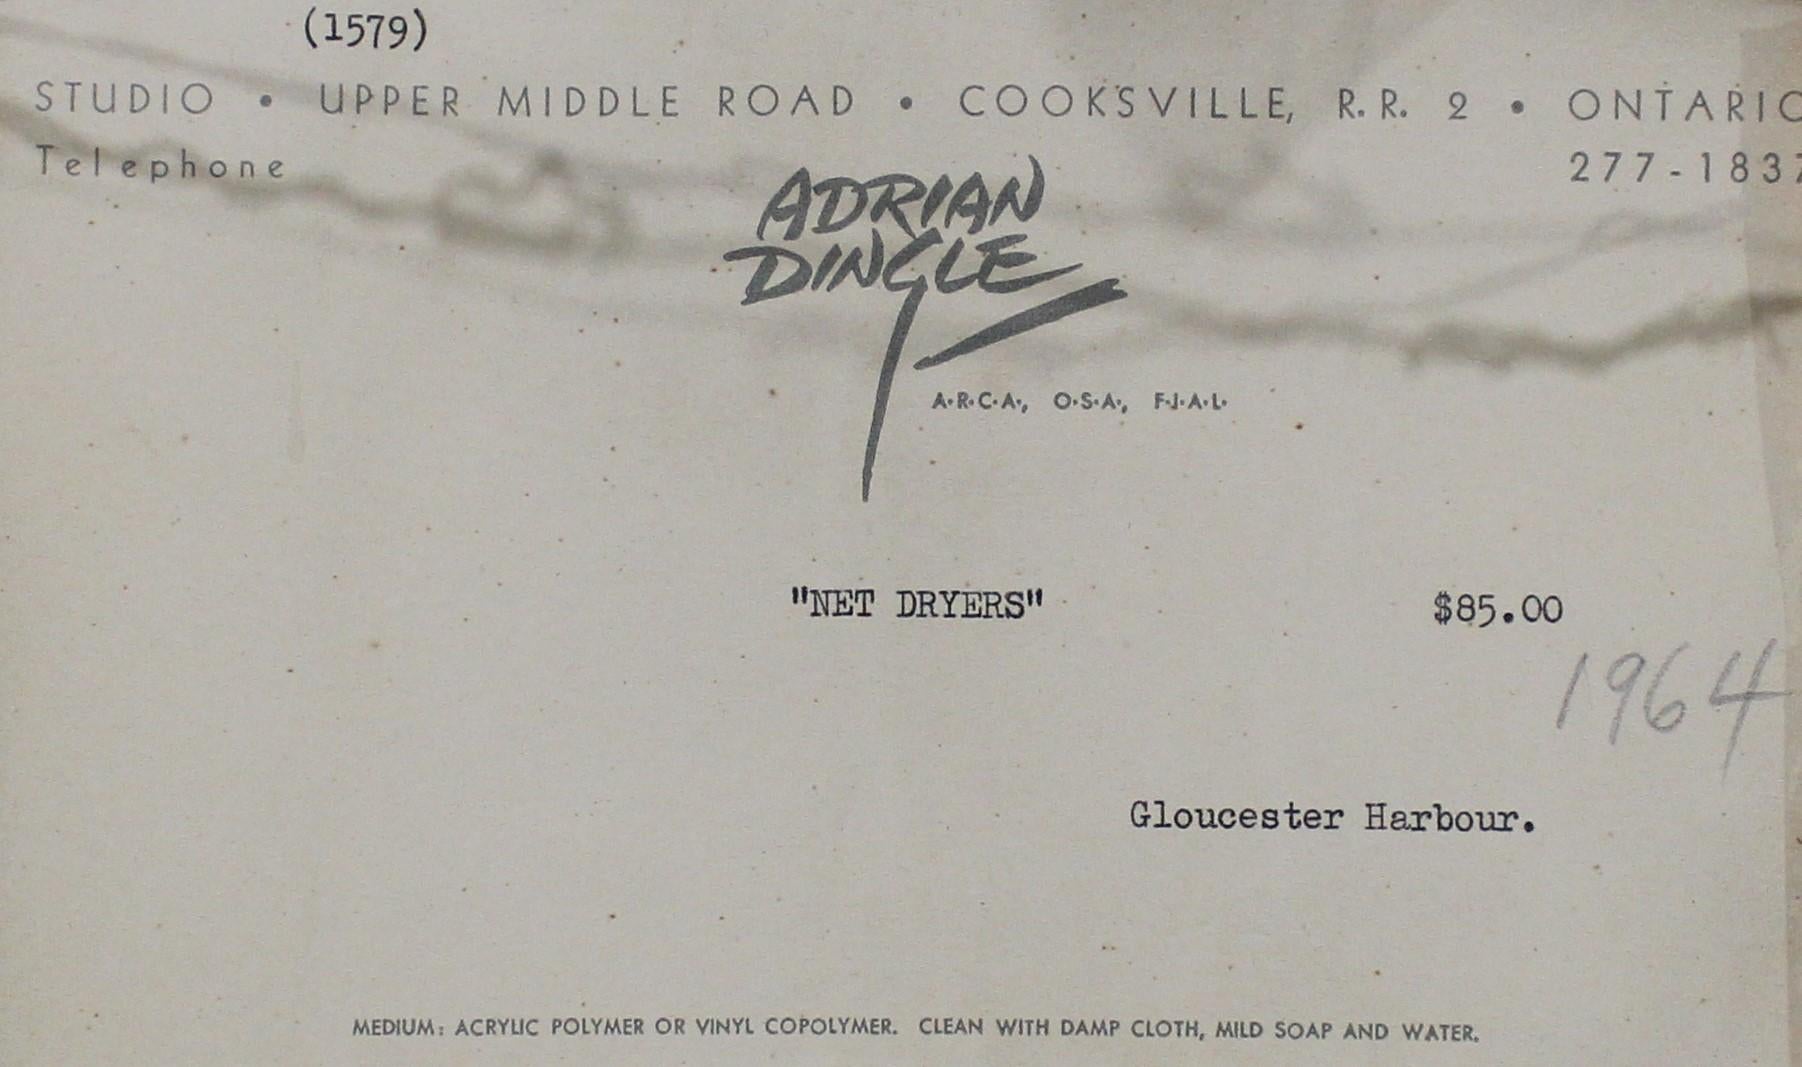 (1579)
STUDIO • UPPER MIDDLE ROAD • COOKSVILLE, R. R. 2 • ONTARIO
Telephone 277-1837
ADRIAN
DINGLE
A·R·C·A·, O·S·A·, F·I·A·L·
"NET DRYERS" $85.00
1964
Gloucester Harbour.
MEDIUM: ACRYLIC POLYMER OR VINYL COPOLYMER. CLEAN WITH DAMP CLOTH, MILD SOAP AND WATER.